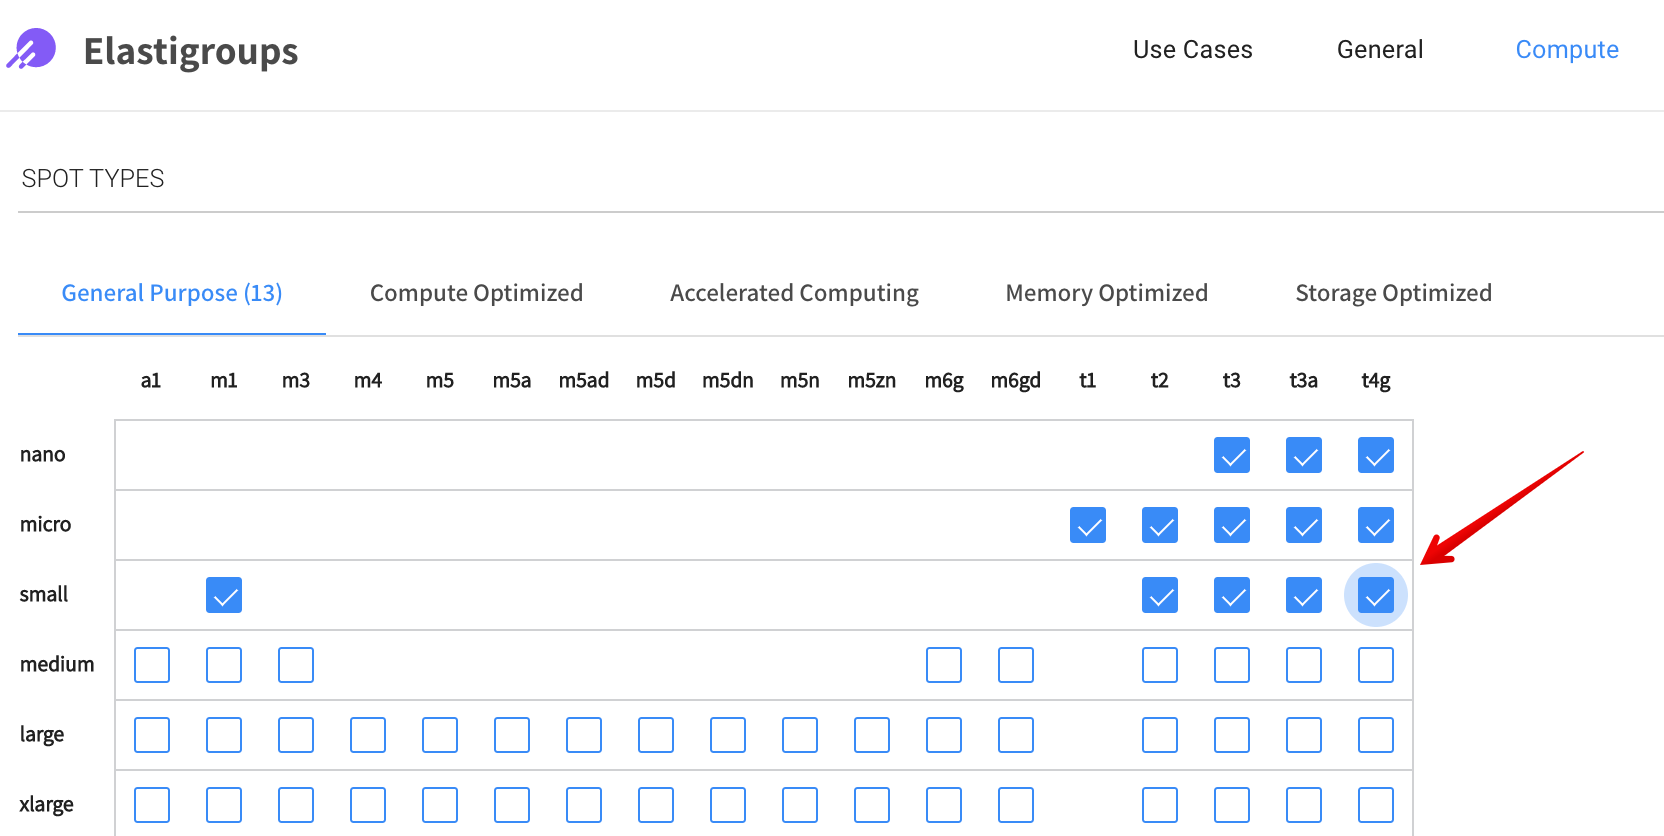 Elastigroups
Use Cases General Compute
SPOT TYPES
General Purpose (13) Compute Optimized Accelerated Computing Memory Optimized Storage Optimized
a1 m1 m3 m4 m5 m5a m5ad m5d m5dn m5n m5zn m6g m6gd t1 t2 t3 t3a t4g
nano
micro
small
medium
large
xlarge